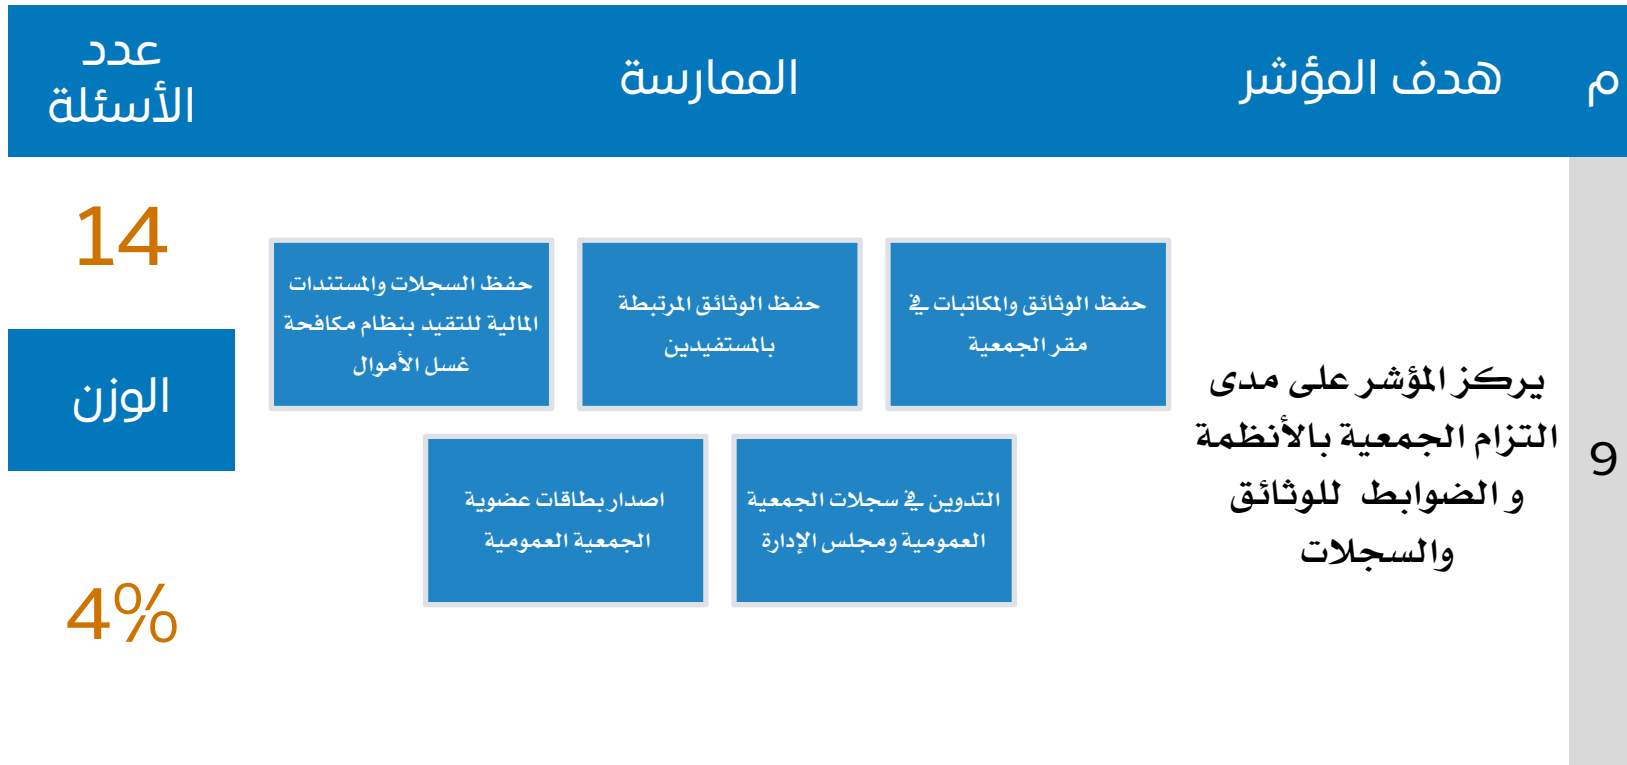 م
هدف المؤشر
الممارسة
عدد
الأسئلة
9
يركز المؤشر على مدى
التزام الجمعية بالأنظمة
و الضوابط للوثائق
والسجلات
حفظ الوثائق والمكاتبات في
مقر الجمعية
حفظ الوثائق المرتبطة
بالمستفيدين
حفظ السجلات والمستندات
المالية للتقيد بنظام مكافحة
غسل الأموال
التدوين في سجلات الجمعية
العمومية ومجلس الإدارة
اصدار بطاقات عضوية
الجمعية العمومية
14
الوزن
4%